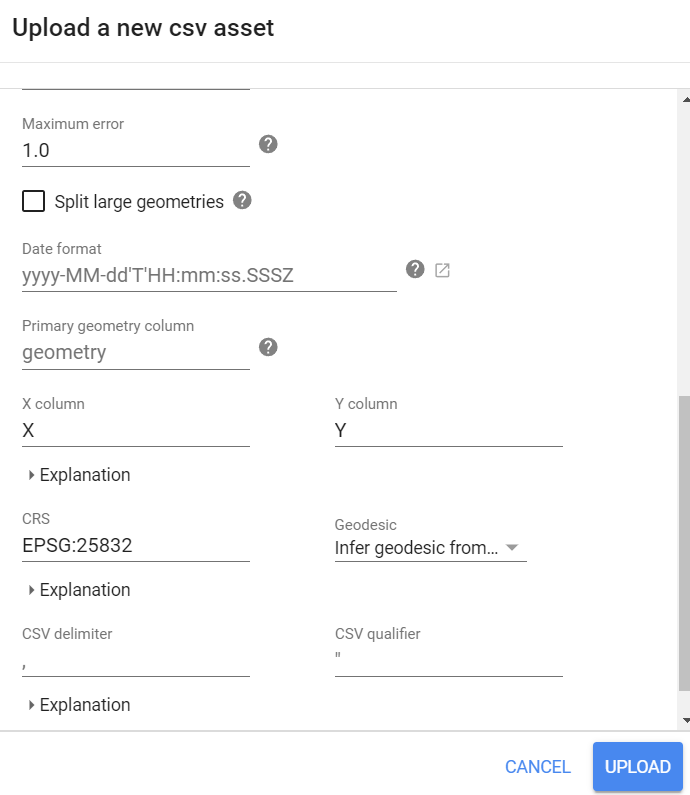 Upload a new csv asset
Maximum error
1.0
Split large geometries
Date format
yyyy-MM-dd'T'HH:mm:ss.SSSZ
Primary geometry column
geometry
X column Y column
X Y
Explanation
CRS Geodesic
EPSG:25832 Infer geodesic from...
Explanation
CSV delimiter CSV qualifier
, "
Explanation
CANCEL UPLOAD